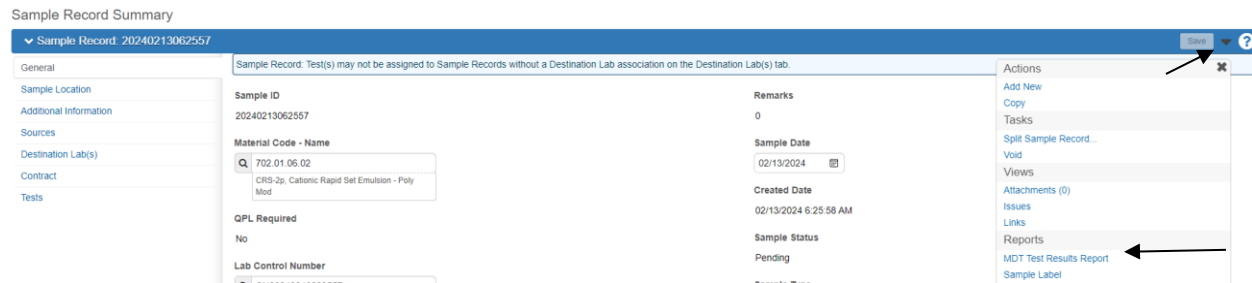 Sample Record Summary
Sample Record: 20240213062557
Save
?
General
Sample Location
Additional Information
Sources
Destination Lab(s)
Contract
Tests
Sample Record: Test(s) may not be assigned to Sample Records without a Destination Lab association on the Destination Lab(s) tab.
Sample ID
20240213062557
Material Code - Name
702.01.06.02
CRS-2p, Cationic Rapid Set Emulsion - Poly
Mod
QPL Required
No
Lab Control Number
Remarks
0
Sample Date
02/13/2024
Created Date
02/13/2024 6:25:58 AM
Sample Status
Pending
Sample Type
Actions
Add New
Copy
Tasks
Split Sample Record...
Void
Views
Attachments (0)
Issues
Links
Reports
MDT Test Results Report
Sample Label